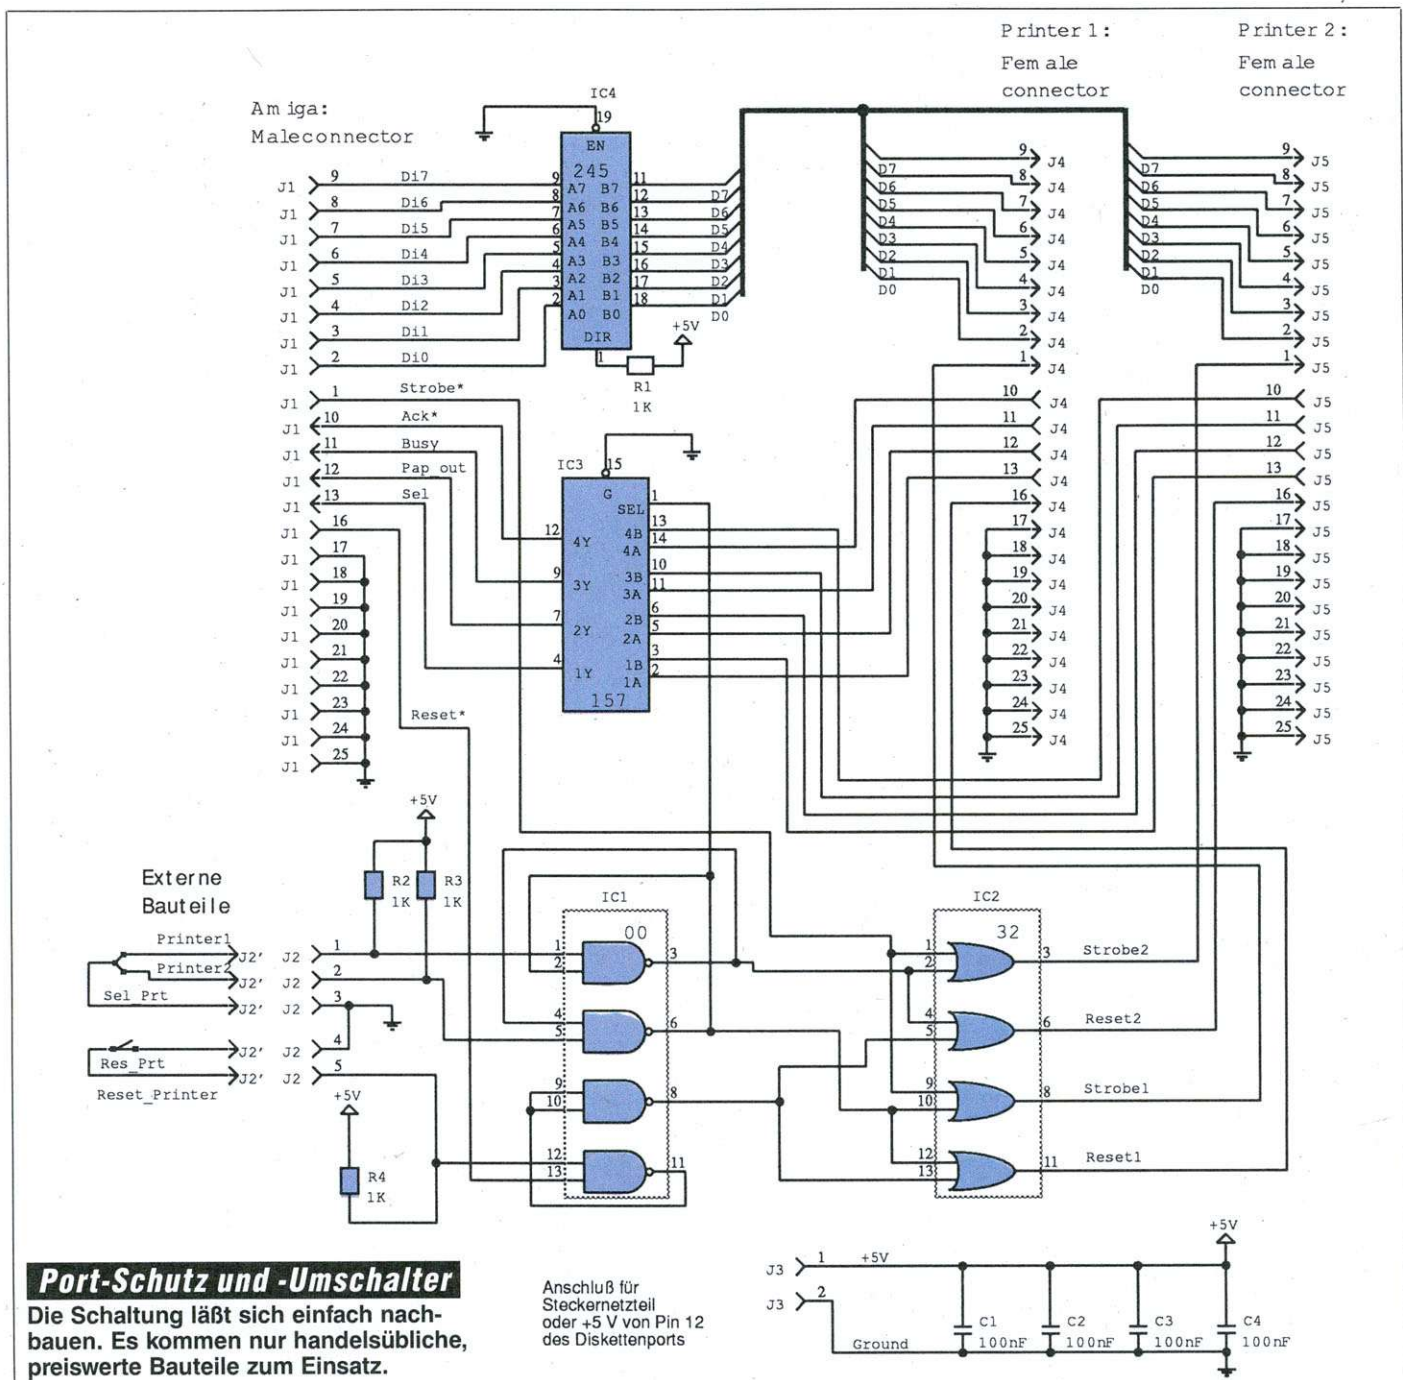 Printer 1:
Female
connector
Printer 2:
Female
connector
Amiga:
Maleconnector
IC4
19
EN
245
DIR
1
+5V
R1
1K
J1 9 Di7 9 A7 B7 11 D7
J1 8 Di6 8 A6 B6 12 D6
J1 7 Di5 7 A5 B5 13 D5
J1 6 Di4 6 A4 B4 14 D4
J1 5 Di3 5 A3 B3 15 D3
J1 4 Di2 4 A2 B2 16 D2
J1 3 Di1 3 A1 B1 17 D1
J1 2 Di0 2 A0 B0 18 D0
D7
D6
D5
D4
D3
D2
D1
D0
9 J4
8 J4
7 J4
6 J4
5 J4
4 J4
3 J4
2 J4
1 J4
10 J4
11 J4
12 J4
13 J4
16 J4
17 J4
18 J4
19 J4
20 J4
21 J4
22 J4
23 J4
24 J4
25 J4
D7
D6
D5
D4
D3
D2
D1
D0
9 J5
8 J5
7 J5
6 J5
5 J5
4 J5
3 J5
2 J5
1 J5
10 J5
11 J5
12 J5
13 J5
16 J5
17 J5
18 J5
19 J5
20 J5
21 J5
22 J5
23 J5
24 J5
25 J5
J1 1 Strobe*
J1 10 Ack*
J1 11 Busy
J1 12 Pap_out
J1 13 Sel
J1 16
J1 17
J1 18
J1 19
J1 20
J1 21
J1 22
J1 23
J1 24
J1 25
Reset*
IC3
15
G
SEL 1
12 4Y
4B 13
4A 14
9 3Y
3B 10
3A 11
7 2Y
2B 6
2A 5
4 1Y
1B 3
1A 2
157
+5V
R2
1K
R3
1K
Externe
Bauteile
Printer1 J2' J2 1
Printer2 J2' J2 2
Sel_Prt J2' J2 3
J2' J2 4
Res_Prt
J2' J2 5
Reset_Printer
+5V
R4
1K
IC1
00
1
2
3
4
5
6
9
10
8
12
13
11
IC2
32
1
2
3 Strobe2
4
5
6 Reset2
9
10
8 Strobe1
12
13
11 Reset1
Port-Schutz und -Umschalter
Die Schaltung läßt sich einfach nach-
bauen. Es kommen nur handelsübliche,
preiswerte Bauteile zum Einsatz.
Anschluß für
Steckernetzteil
oder +5 V von Pin 12
des Diskettenports
J3 1 +5V
J3 2
Ground
+5V
C1
100nF
C2
100nF
C3
100nF
C4
100nF